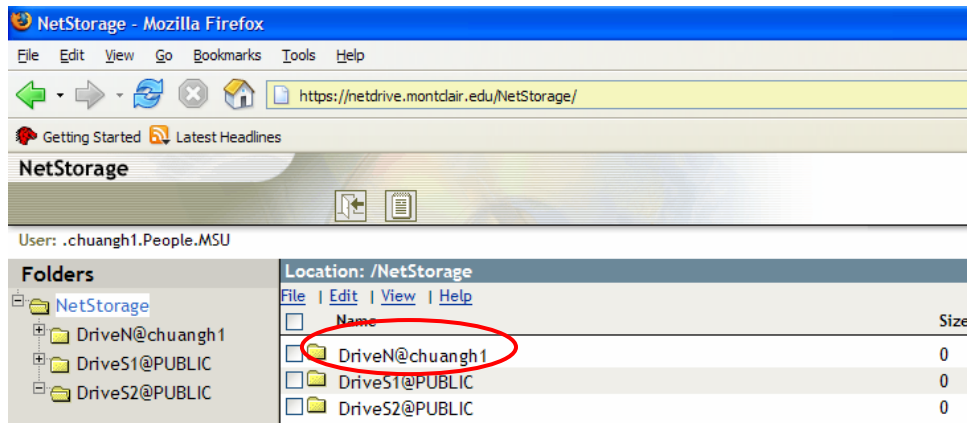 NetStorage - Mozilla Firefox
File Edit View Go Bookmarks Tools Help
https://netdrive.montclair.edu/NetStorage/
Getting Started Latest Headlines
NetStorage
User: .chuangh1.People.MSU
Folders
NetStorage
DriveN@chuangh1
DriveS1@PUBLIC
DriveS2@PUBLIC
Location: /NetStorage
File | Edit | View | Help
Name Size
DriveN@chuangh1 0
DriveS1@PUBLIC 0
DriveS2@PUBLIC 0